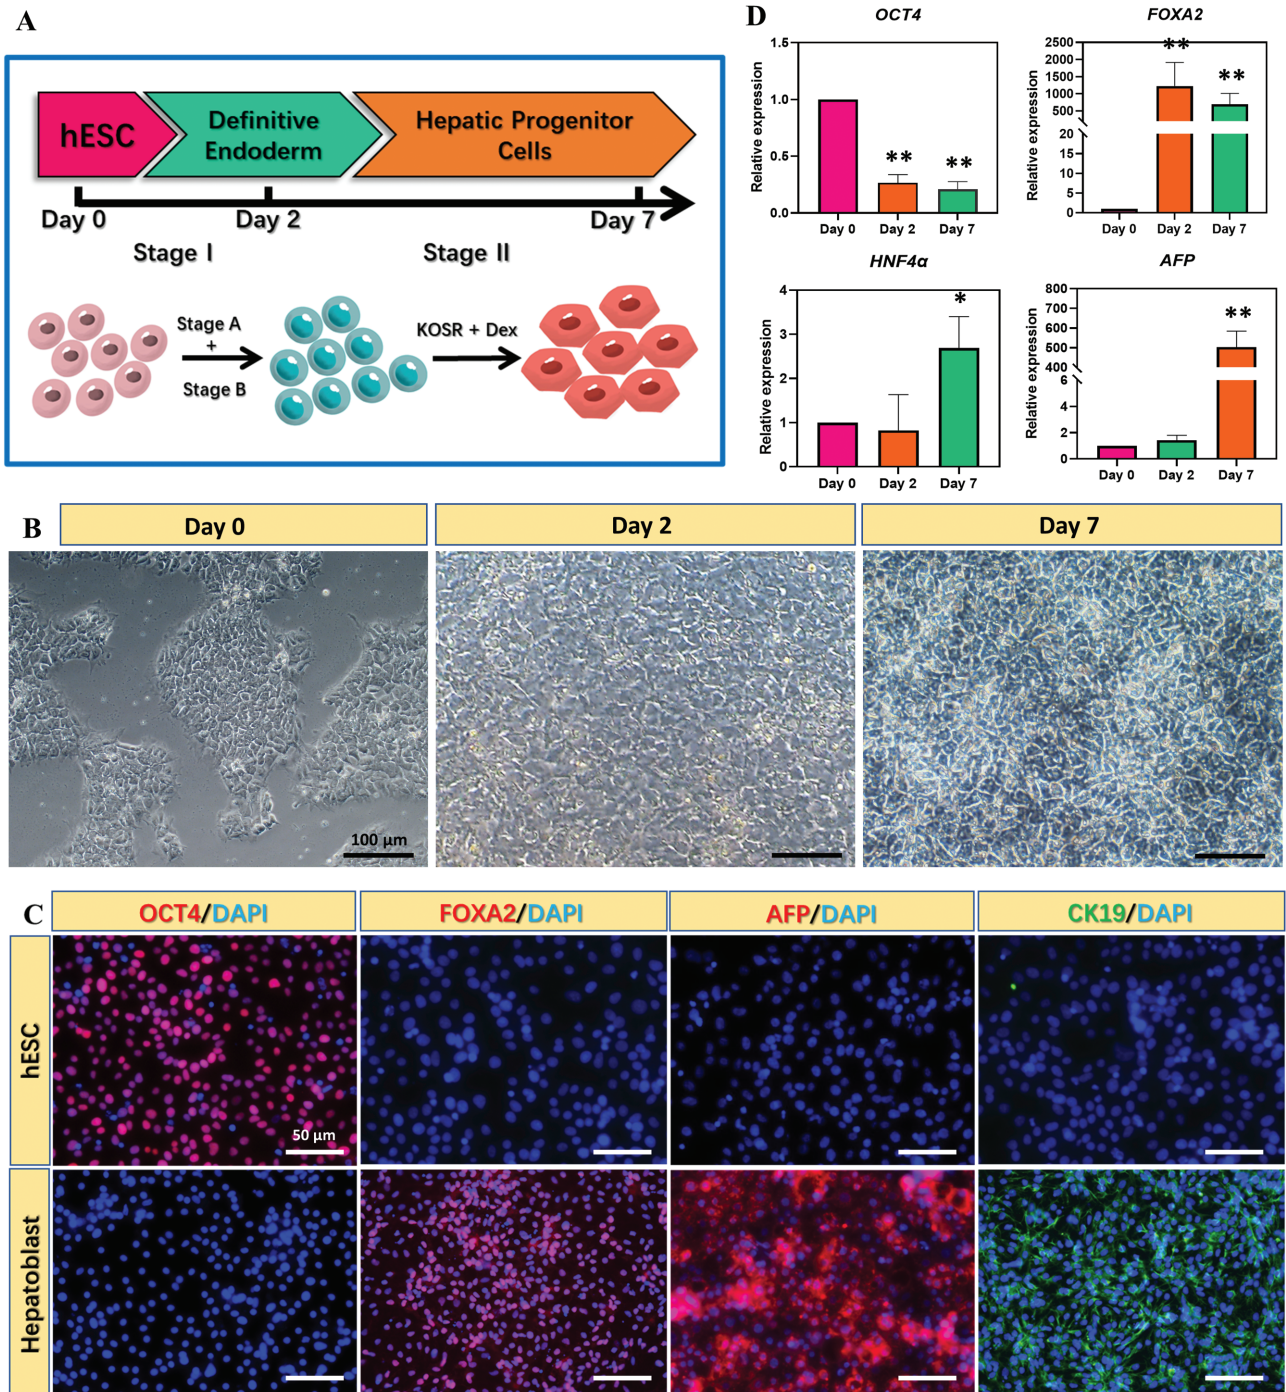 A
hESC
Definitive
Endoderm
Hepatic Progenitor
Cells
Day 0
Day 2
Day 7
Stage I
Stage II
Stage A
+
Stage B
KOSR + Dex
D
OCT4
Relative expression
1.5
1.0
0.5
0.0
**
**
Day 0
Day 2
Day 7
FOXA2
Relative expression
2500
2000
1500
1000
500
20
15
10
5
0
**
**
Day 0
Day 2
Day 7
HNF4α
Relative expression
4
3
2
1
0
*
Day 0
Day 2
Day 7
AFP
Relative expression
800
700
600
500
400
6
4
2
0
**
Day 0
Day 2
Day 7
B
Day 0
Day 2
Day 7
100 μm
C
OCT4/DAPI
FOXA2/DAPI
AFP/DAPI
CK19/DAPI
hESC
50 μm
Hepatoblast